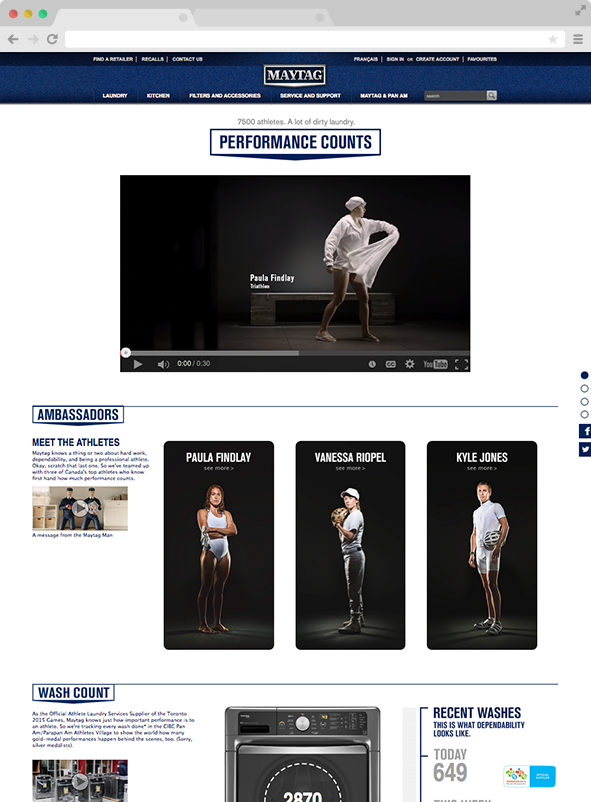 FIND A RETAILER | RECALLS | CONTACT US
FRANÇAIS | SIGN IN OR CREATE ACCOUNT | FAVOURITES
MAYTAG
LAUNDRY KITCHEN FILTERS AND ACCESSORIES SERVICE AND SUPPORT MAYTAG & PAN AM search
7500 athletes. A lot of dirty laundry.
PERFORMANCE COUNTS
Paula Findlay
Triathlon
0:00 / 0:30
CC
YouTube
AMBASSADORS
MEET THE ATHLETES
Maytag knows a thing or two about hard work,
dependability, and being a professional athlete.
Okay, scratch that last one. So we've teamed up
with three of Canada's top athletes who know
first hand how much performance counts.
A message from the Maytag Man
PAULA FINDLAY
see more >
VANESSA RIOPEL
see more >
KYLE JONES
see more >
WASH COUNT
As the Official Athlete Laundry Services Supplier of the Toronto
2015 Games, Maytag knows just how important performance is to
an athlete. So we're tracking every wash done* in the CIBC Pan
Am/Parapan Am Athletes Village to show the world how many
gold-medal performances happen behind the scenes, too. (Sorry,
silver medalists).
2870
RECENT WASHES
THIS IS WHAT DEPENDABILITY
LOOKS LIKE.
TODAY
649
OFFICIAL
SUPPLIER
THIS WEEK